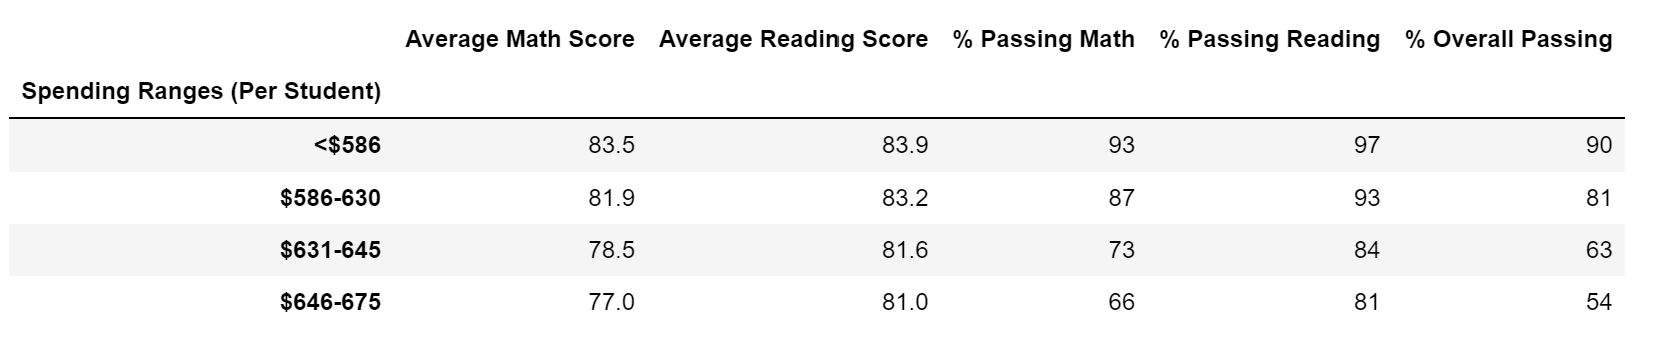 Average Math Score Average Reading Score % Passing Math % Passing Reading % Overall Passing
Spending Ranges (Per Student)
<$586 83.5 83.9 93 97 90
$586-630 81.9 83.2 87 93 81
$631-645 78.5 81.6 73 84 63
$646-675 77.0 81.0 66 81 54